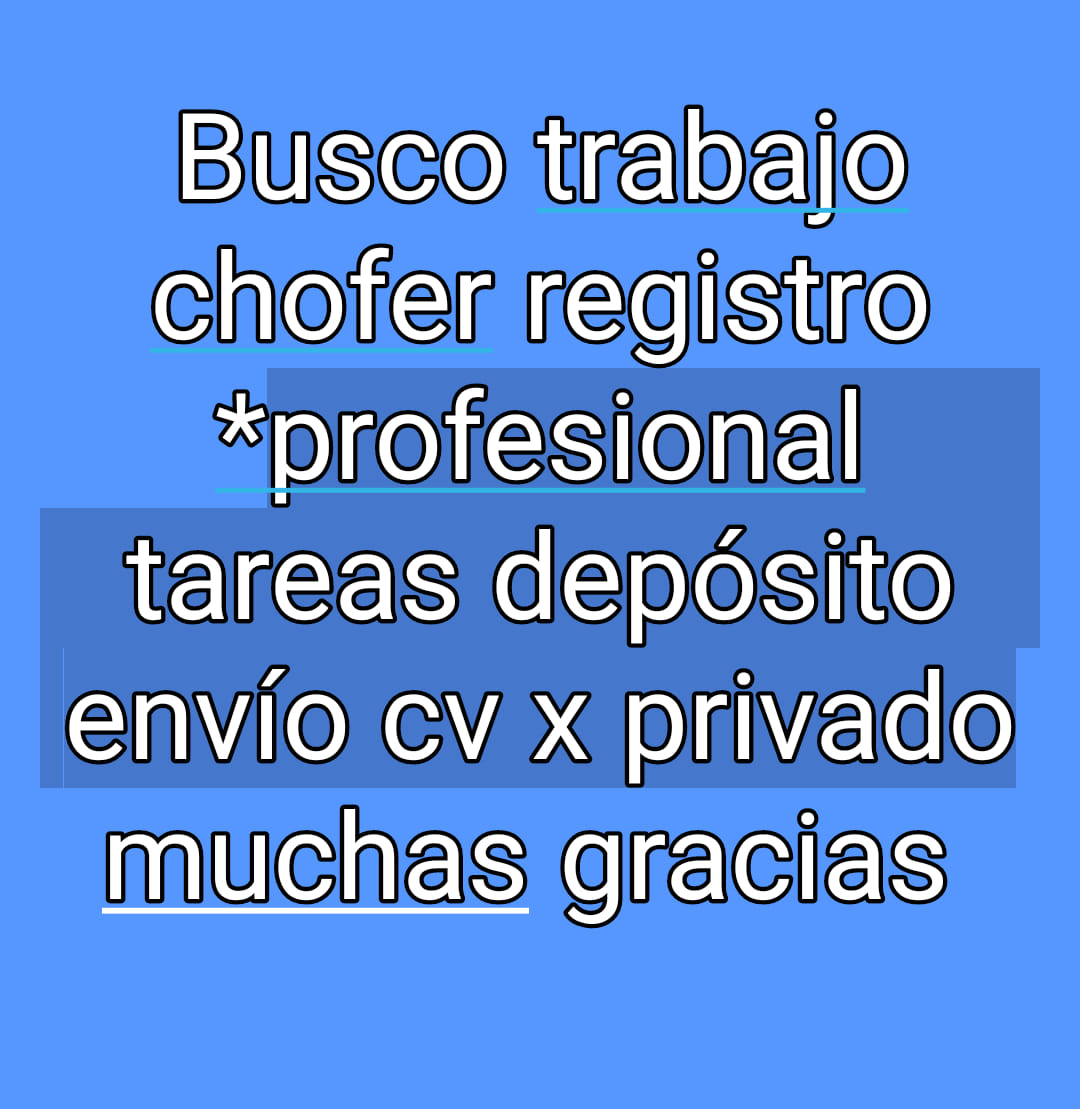 Busco trabajo
chofer registro
*profesional
tareas depósito
envío cv x privado
muchas gracias